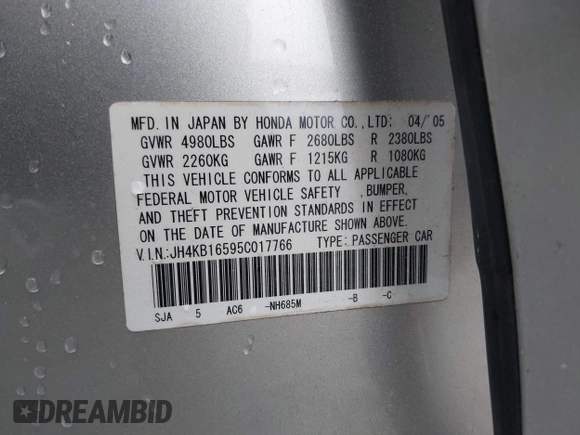 MFD. IN JAPAN BY HONDA MOTOR CO.,LTD: 04/'05
GVWR 4980LBS GAWR F 2680LBS R 2380LBS
GVWR 2260KG GAWR F 1215KG R 1080KG
THIS VEHICLE CONFORMS TO ALL APPLICABLE
FEDERAL MOTOR VEHICLE SAFETY ,BUMPER,
AND THEFT PREVENTION STANDARDS IN EFFECT
ON THE DATE OF MANUFACTURE SHOWN ABOVE.
V.I.N:JH4KB16595C017766 TYPE: PASSENGER CAR
SJA 5 AC6 -NH685M -B -C
DREAMBID